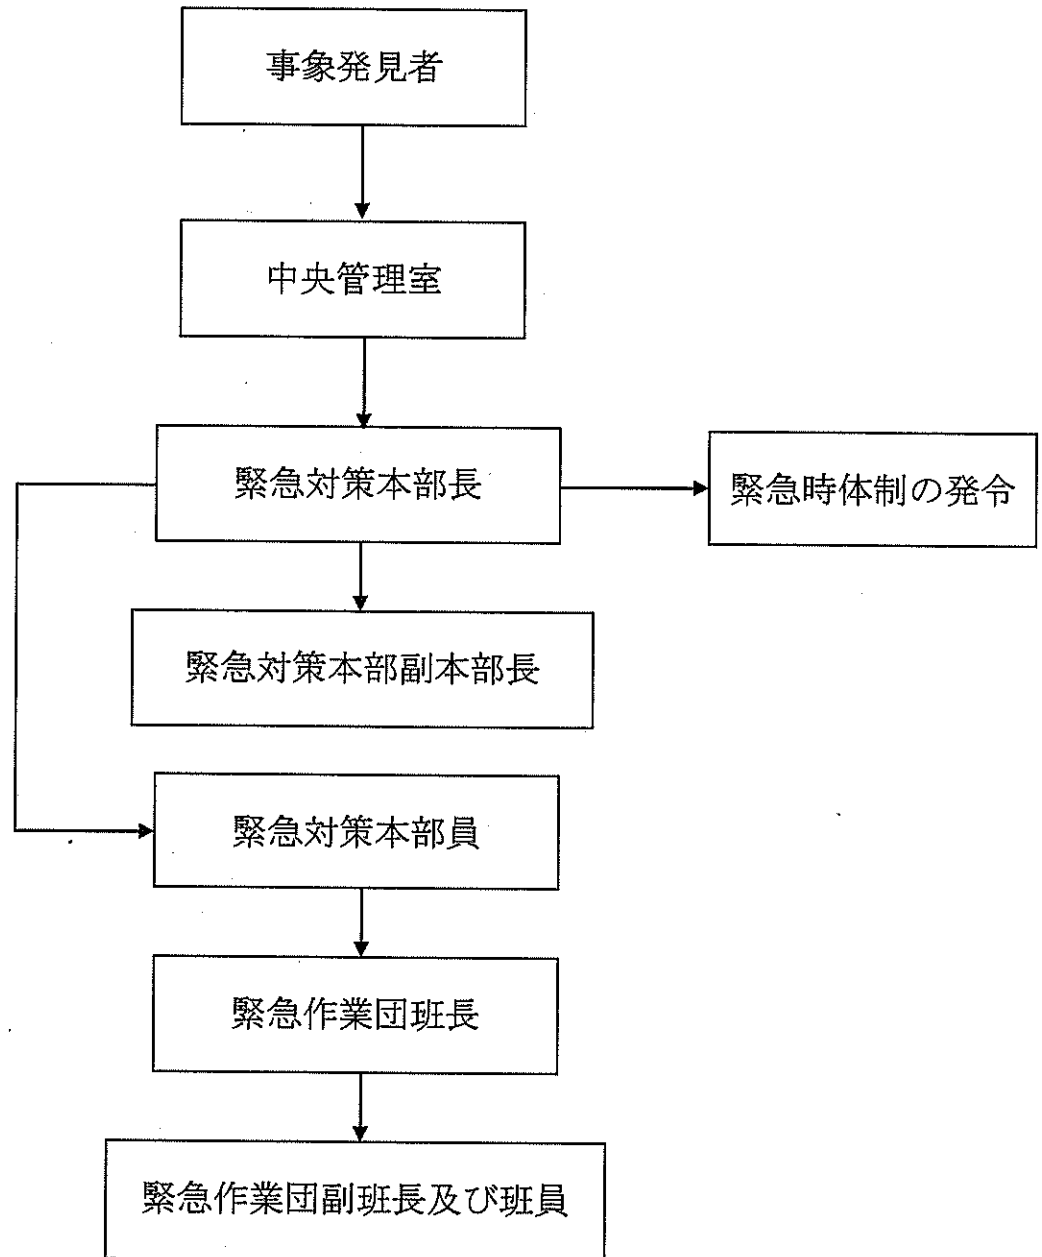 事象発見者
中央管理室
緊急対策本部長
緊急時体制の発令
緊急対策本部副本部長
緊急対策本部員
緊急作業団班長
緊急作業団副班長及び班員